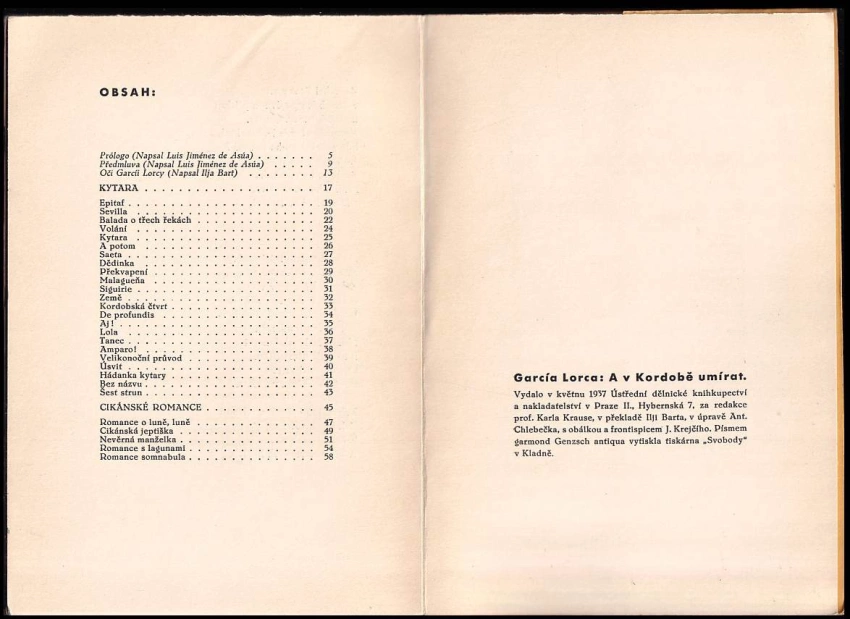 OBSAH:
Prólogo (Napsal Luis Jiménez de Asúa) . . . . . . . 5
Předmluva (Napsal Luis Jiménez de Asúa) . . . . . 9
Oči Garcíi Lorcy (Napsal Ilja Bart) . . . . . . . . 13
KYTARA . . . . . . . . . . . . . . . . . . . . 17
Epitaf . . . . . . . . . . . . . . . . . . . . . . 19
Sevilla . . . . . . . . . . . . . . . . . . . . . 20
Balada o třech řekách . . . . . . . . . . . . . . 22
Volání . . . . . . . . . . . . . . . . . . . . . 24
Kytara . . . . . . . . . . . . . . . . . . . . . 25
A potom . . . . . . . . . . . . . . . . . . . . 26
Saeta . . . . . . . . . . . . . . . . . . . . . . 27
Dědinka . . . . . . . . . . . . . . . . . . . . 28
Překvapení . . . . . . . . . . . . . . . . . . . 29
Malagueňa . . . . . . . . . . . . . . . . . . . 30
Siguirie . . . . . . . . . . . . . . . . . . . . . 31
Země . . . . . . . . . . . . . . . . . . . . . . 32
Kordobská čtvrt . . . . . . . . . . . . . . . . . 33
De profundis . . . . . . . . . . . . . . . . . . 34
Aj! . . . . . . . . . . . . . . . . . . . . . . . 35
Lola . . . . . . . . . . . . . . . . . . . . . . 36
Tanec . . . . . . . . . . . . . . . . . . . . . . 37
Amparo! . . . . . . . . . . . . . . . . . . . . 38
Velikonoční průvod . . . . . . . . . . . . . . . 39
Úsvit . . . . . . . . . . . . . . . . . . . . . . 40
Hádanka kytary . . . . . . . . . . . . . . . . . 41
Bez názvu . . . . . . . . . . . . . . . . . . . 42
Šest strun . . . . . . . . . . . . . . . . . . . . 43
CIKÁNSKÉ ROMANCE . . . . . . . . . . . . . 45
Romance o luně, luně . . . . . . . . . . . . . . 47
Cikánská jeptiška . . . . . . . . . . . . . . . . 49
Nevěrná manželka . . . . . . . . . . . . . . . . 51
Romance s lagunami . . . . . . . . . . . . . . . 54
Romance somnabula . . . . . . . . . . . . . . . 58
García Lorca: A v Kordobě umírat.
Vydalo v květnu 1937 Ústřední dělnické knihkupectví
a nakladatelství v Praze II., Hybernská 7, za redakce
prof. Karla Krause, v překladě Ilji Barta, v úpravě Ant.
Chlebečka, s obálkou a frontispicem J. Krejčího. Písmem
garmond Genzsch antiqua vytiskla tiskárna „Svobody“
v Kladně.